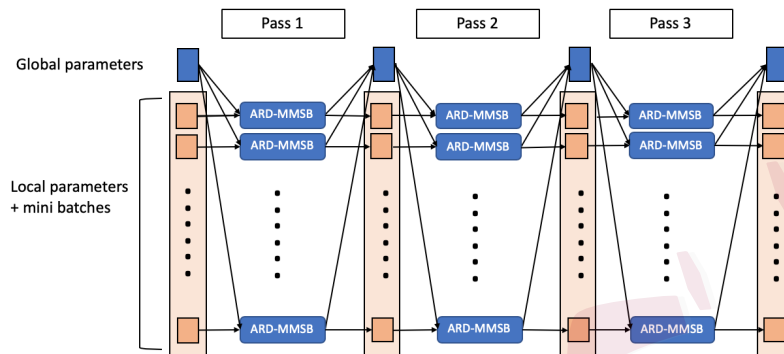 Pass 1
Pass 2
Pass 3
Global parameters
ARD-MMSB
ARD-MMSB
ARD-MMSB
ARD-MMSB
ARD-MMSB
ARD-MMSB
Local parameters
+ mini batches
ARD-MMSB
ARD-MMSB
ARD-MMSB